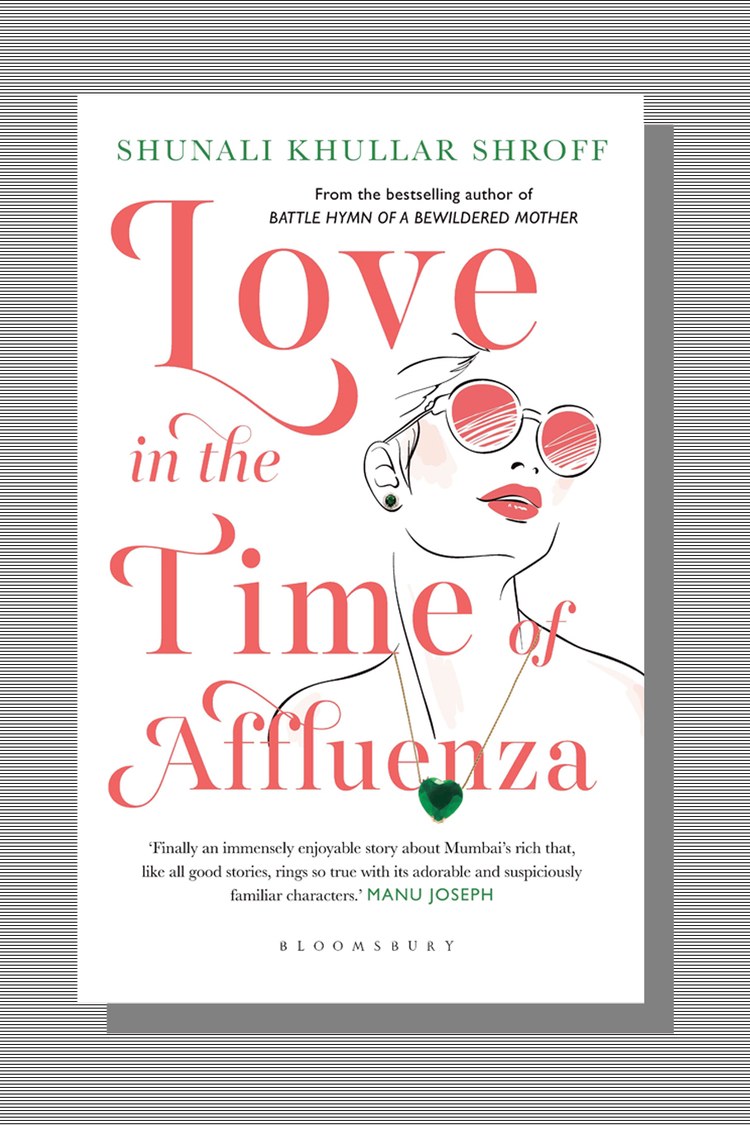 SHUNALI KHULLAR SHROFF
From the bestselling author of
BATTLE HYMN OF A BEWILDERED MOTHER
Love
in the
Time of
Affluenza
‘Finally an immensely enjoyable story about Mumbai’s rich that,
like all good stories, rings so true with its adorable and suspiciously
familiar characters.’ MANU JOSEPH
BLOOMSBURY